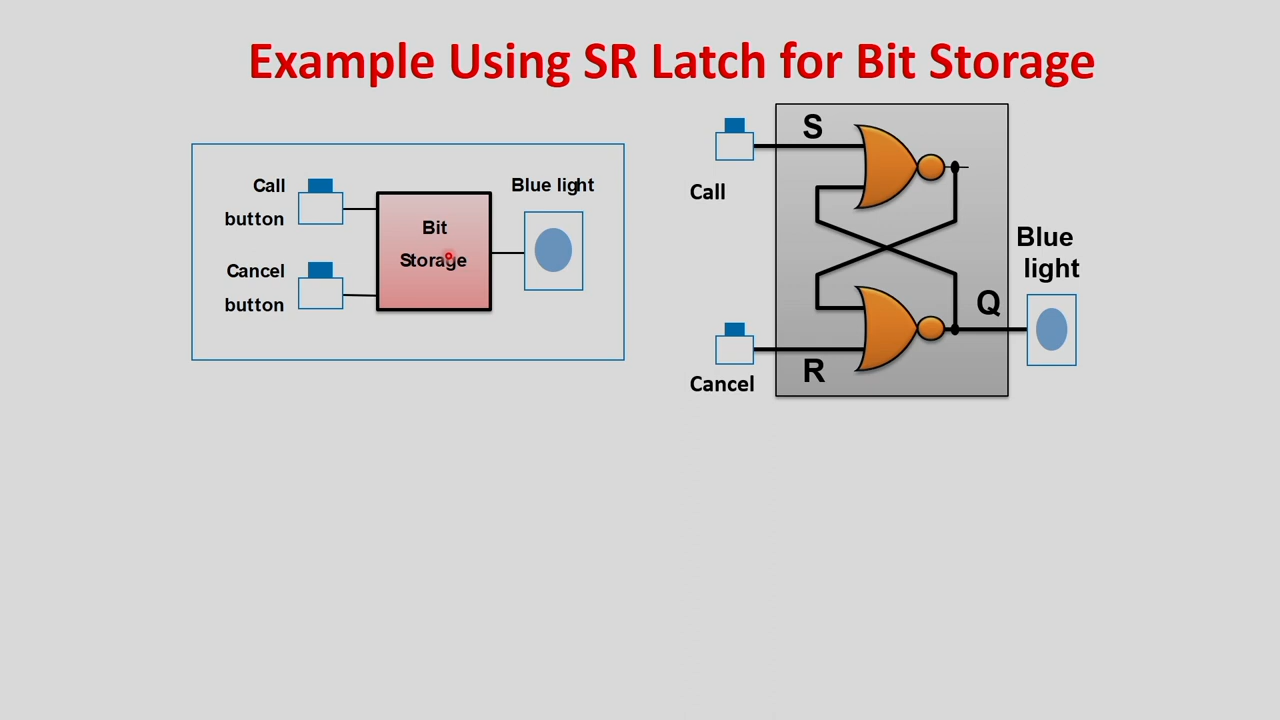 Example Using SR Latch for Bit Storage
Call
button
Cancel
button
Bit
Storage
Blue light
S
Call
Cancel
R
Q
Blue
light